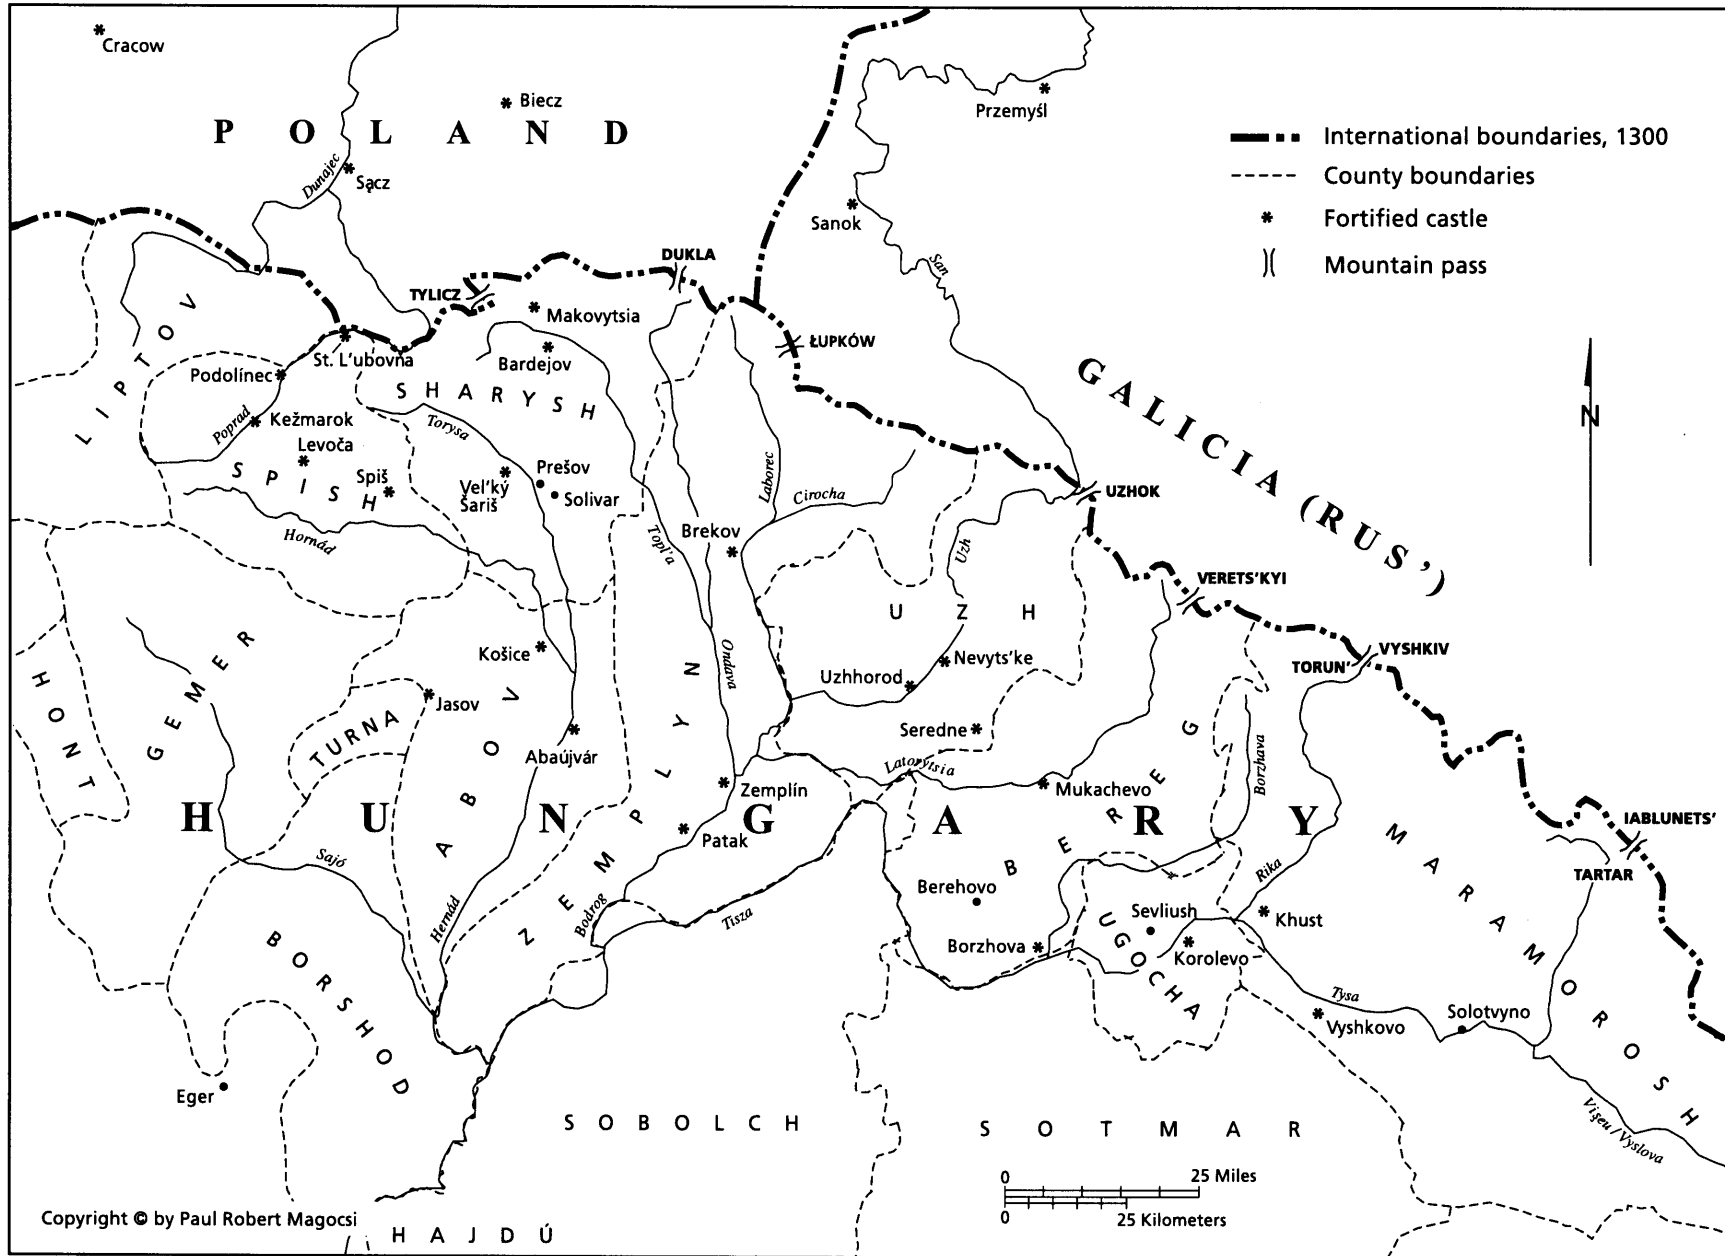 Cracow
Biecz
POLAND
Przemyśl
International boundaries, 1300
County boundaries
Fortified castle
Mountain pass
Dunajec
Sącz
Sanok
San
DUKLA
TYLICZ
Makovytsia
ŁUPKÓW
LIPTOV
St. L'ubovňa
Bardejov
Podolínec
SHARYSH
GALICIA (RUS')
N
Poprad
Kežmarok
Torysa
Levoča
SPISH
Spiš
Vel'ký
Šariš
Prešov
Solivar
Laborec
Cirocha
UZHOK
Hornád
Topl'a
Brekov
Uzh
VERETS'KYI
UZH
GEMER
Košice
Ondava
Nevyts'ke
Uzhhorod
VYSHKIV
TORUN'
HONT
Jasov
TURNA
ABOV
ZEMPLYN
Seredne
Abaújvár
Latorytsia
Borzhava
Zemplín
Mukachevo
BEREG
HUNGARY
IABLUNETS'
TARTAR
Patak
Sajó
Rika
MARAMOROSH
Berehovo
Bodrog
Tisza
Hernád
Sevliush
Khust
UGOCHA
Borzhova
Korolevo
BORSHOD
Tysa
Vyshkovo
Solotvyno
Eger
SOBOLCH
SOTMAR
Vişeu/Vyslova
0 25 Miles
0 25 Kilometers
Copyright © by Paul Robert Magocsi
HAJDÚ